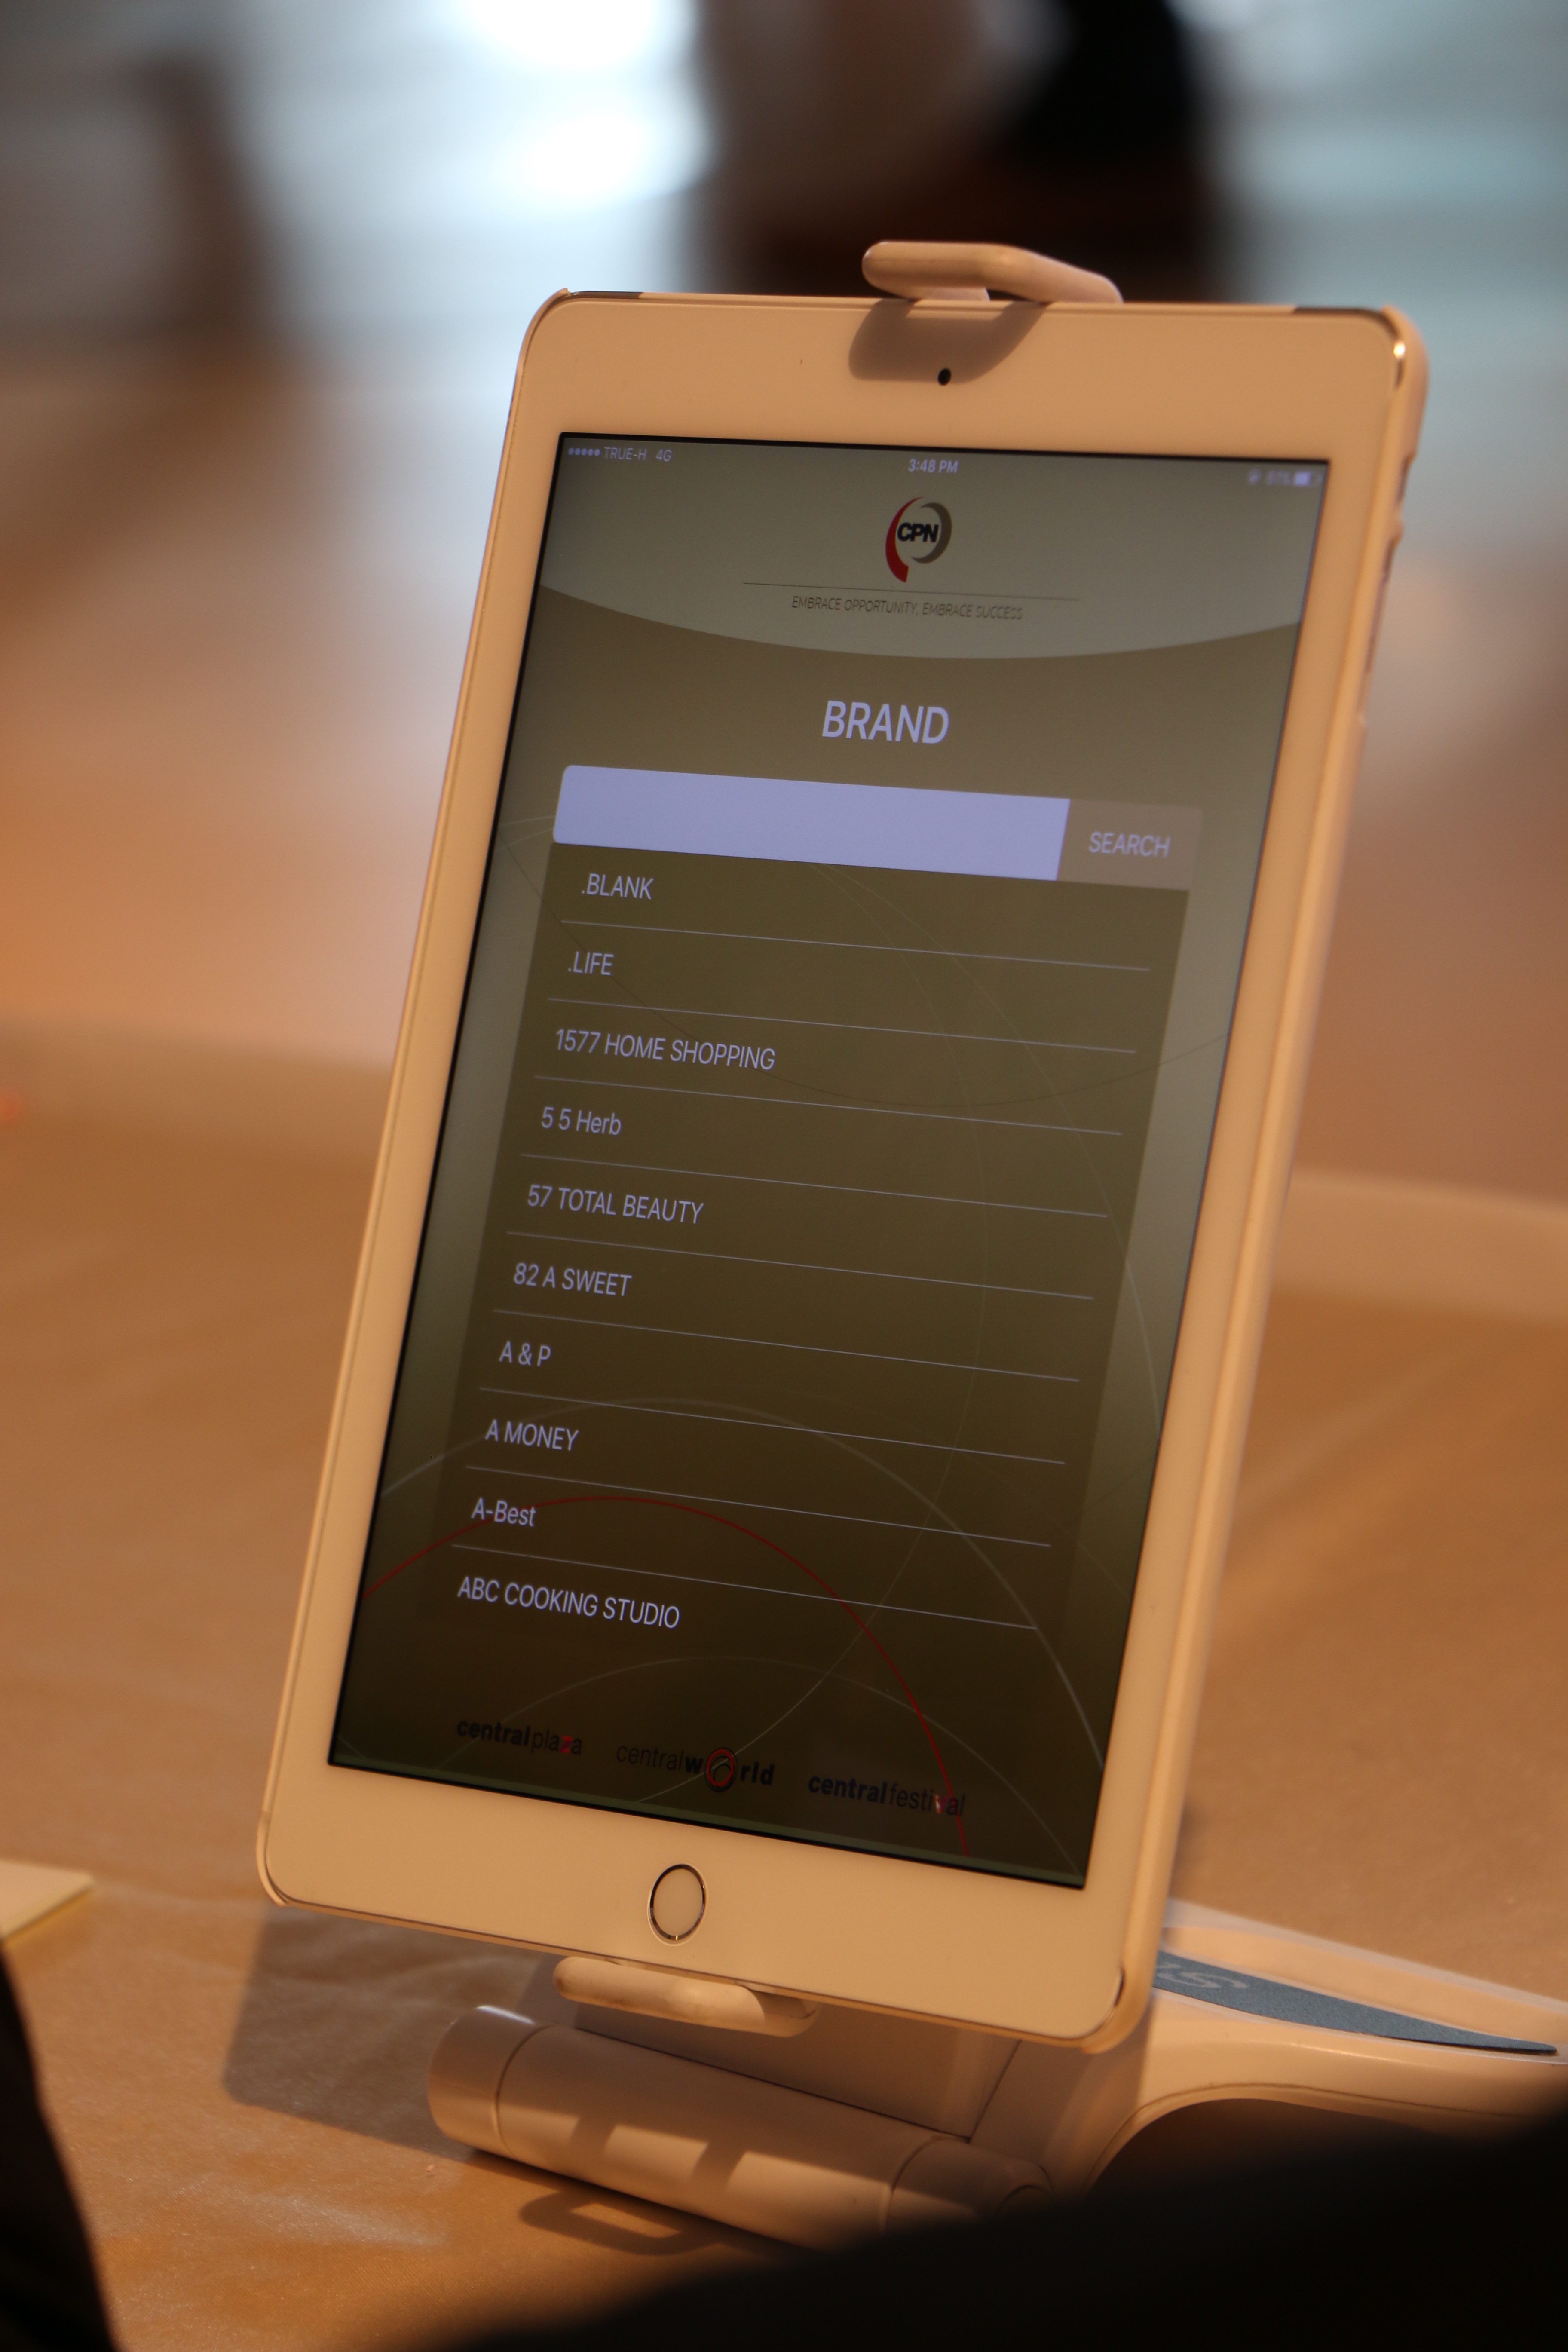 ●●●●● TRUE-H 4G 3:48 PM
CPN
EMBRACE OPPORTUNITY, EMBRACE SUCCESS
BRAND
SEARCH
.BLANK
.LIFE
1577 HOME SHOPPING
5 5 Herb
57 TOTAL BEAUTY
82 A SWEET
A & P
A MONEY
A-Best
ABC COOKING STUDIO
centralplaza centralworld centralfestival